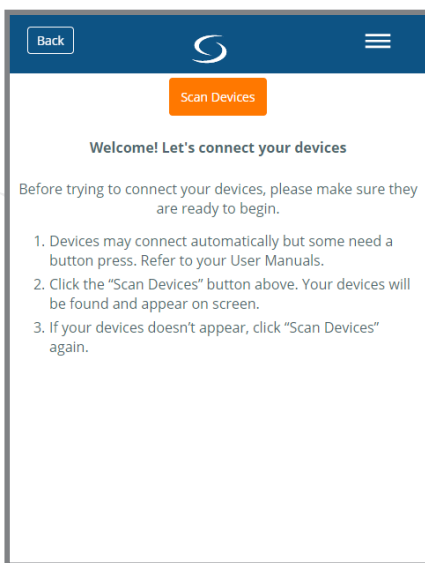 Back
Scan Devices
Welcome! Let's connect your devices
Before trying to connect your devices, please make sure they
are ready to begin.
1. Devices may connect automatically but some need a
button press. Refer to your User Manuals.
2. Click the “Scan Devices” button above. Your devices will
be found and appear on screen.
3. If your devices doesn’t appear, click “Scan Devices”
again.